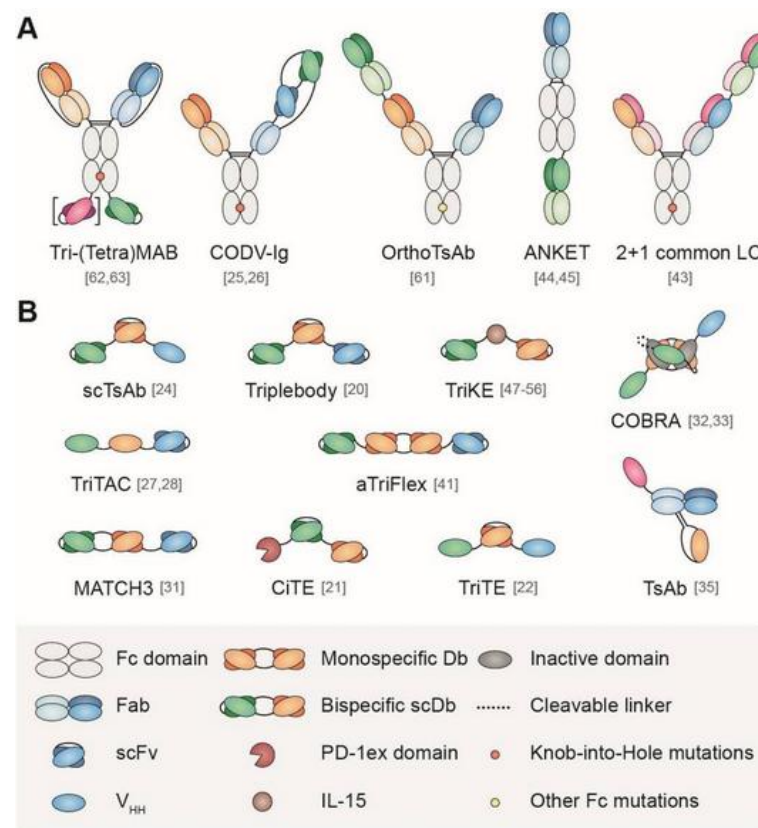 A
Tri-(Tetra)MAB CODV-Ig OrthoTsAb ANKET 2+1 common LC
[62,63] [25,26] [61] [44,45] [43]
B
scTsAb [24] Triplebody [20] TriKE [47-56]
COBRA [32,33]
TriTAC [27,28] aTriFlex [41]
MATCH3 [31] CiTE [21] TriTE [22] TsAb [35]
Fc domain Monospecific Db Inactive domain
Fab Bispecific scDb Cleavable linker
scFv PD-1ex domain Knob-into-Hole mutations
VHH IL-15 Other Fc mutations